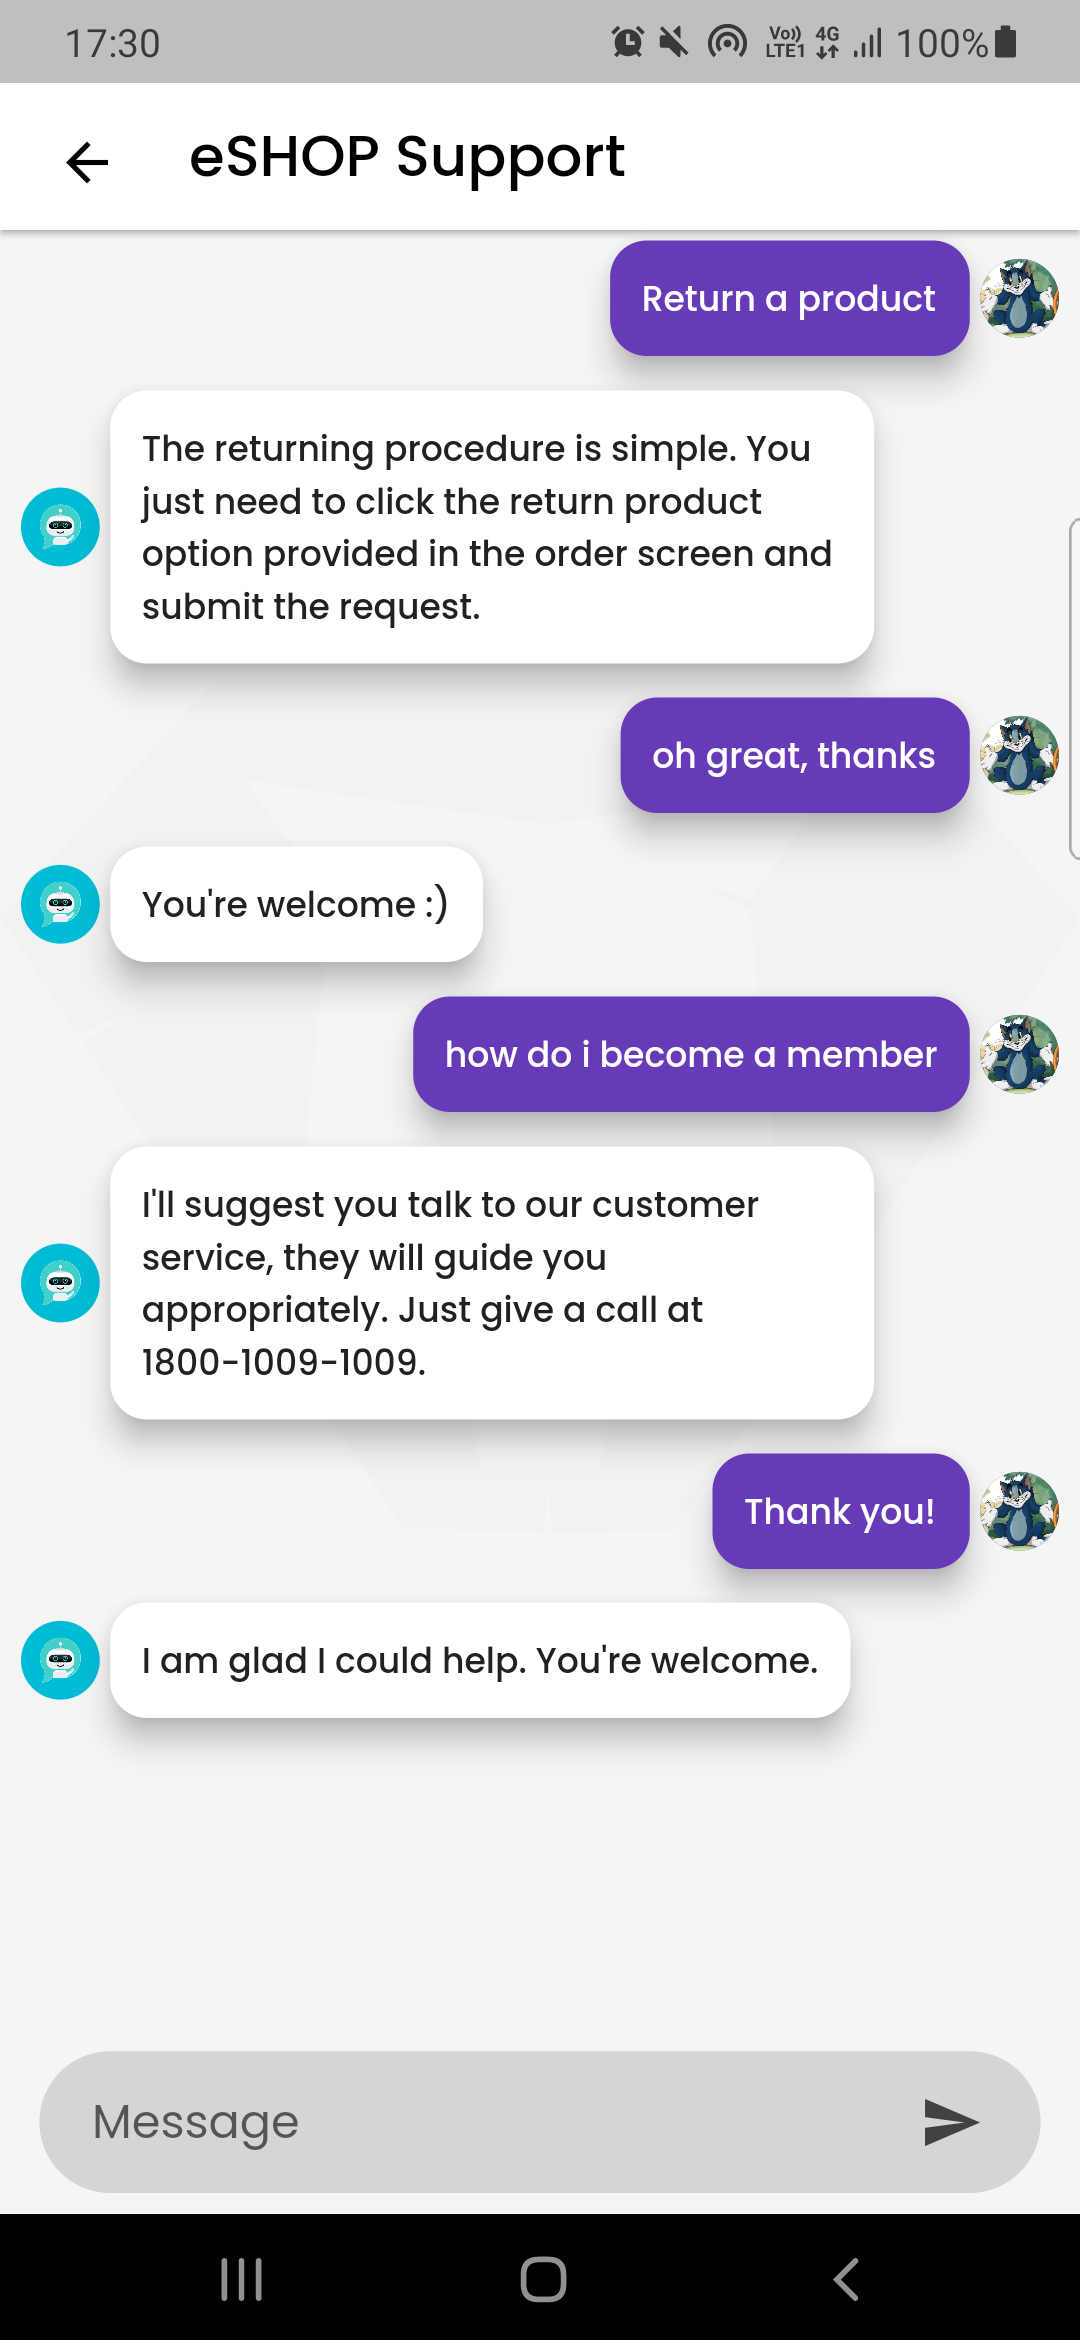 17:30
Vo)) 4G
LTE1
100%
eSHOP Support
Return a product
The returning procedure is simple. You
just need to click the return product
option provided in the order screen and
submit the request.
oh great, thanks
You're welcome :)
how do i become a member
I'll suggest you talk to our customer
service, they will guide you
appropriately. Just give a call at
1800-1009-1009.
Thank you!
I am glad I could help. You're welcome.
Message